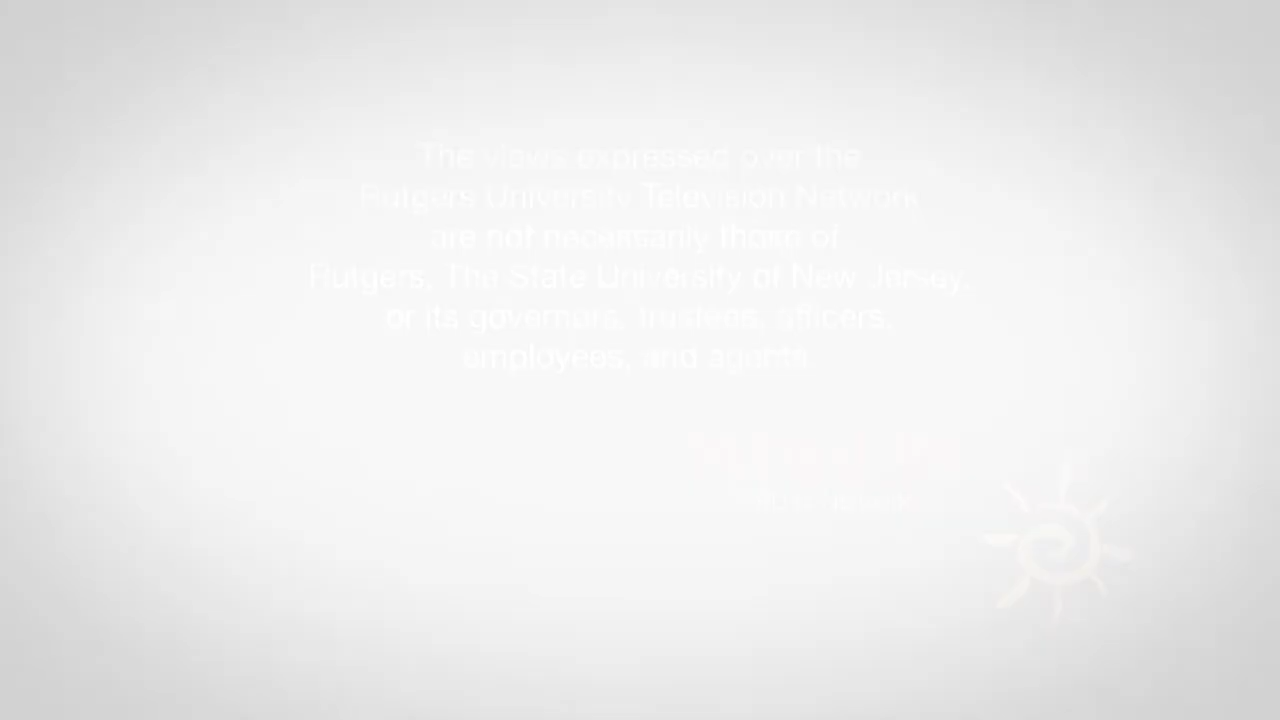 The views expressed over the
Rutgers University Television Network
are not necessarily those of
Rutgers, The State University of New Jersey,
or its governors, trustees, officers,
employees, and agents.